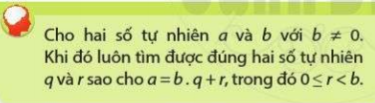 Cho hai số tự nhiên a và b với b ≠ 0.
Khi đó luôn tìm được đúng hai số tự nhiên
q và r sao cho a = b . q + r, trong đó 0 ≤ r < b.